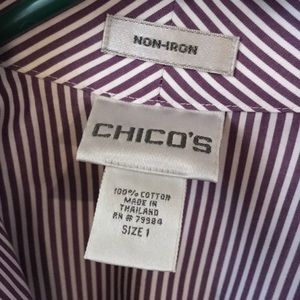 NON-IRON
CHICO'S
100% COTTON
MADE IN
THAILAND
RN # 79984
SIZE 1